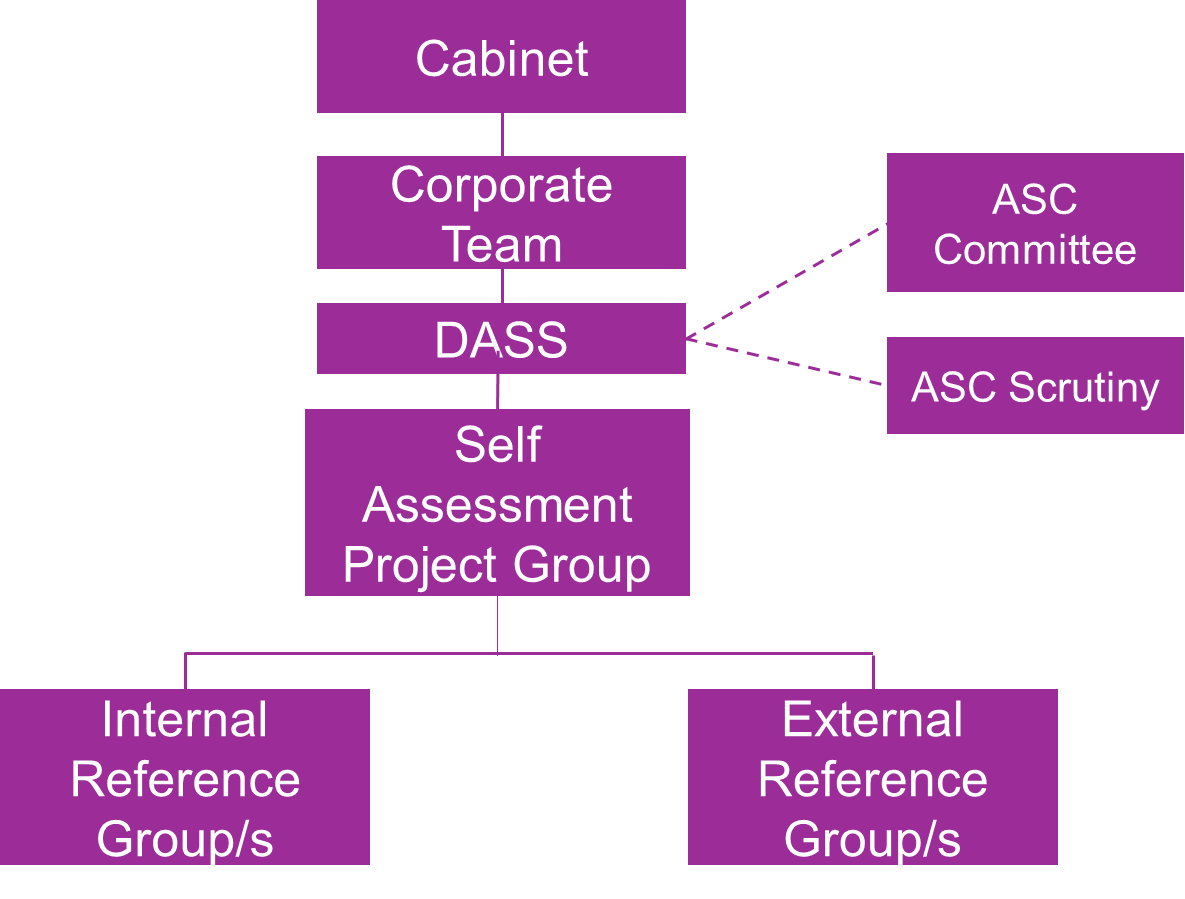 Cabinet
Corporate
Team
ASC
Committee
DASS
ASC Scrutiny
Self
Assessment
Project Group
Internal
Reference
Group/s
External
Reference
Group/s